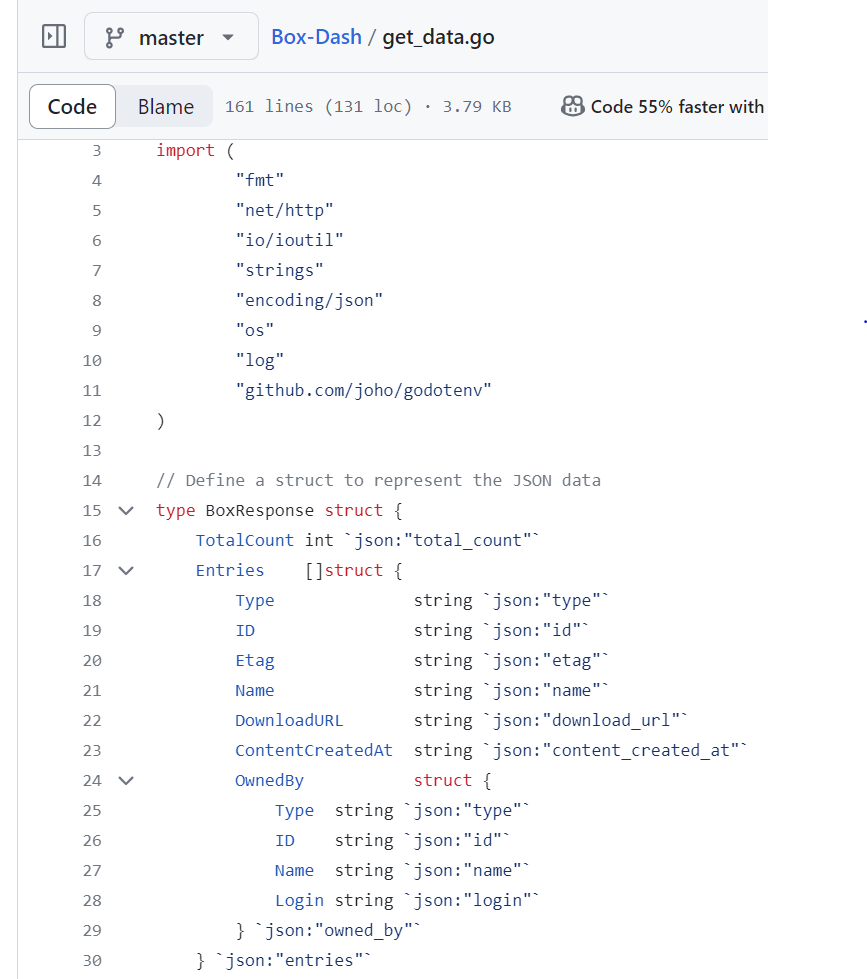 master Box-Dash / get_data.go
Code Blame 161 lines (131 loc) · 3.79 KB Code 55% faster with
3 import (
4 "fmt"
5 "net/http"
6 "io/ioutil"
7 "strings"
8 "encoding/json"
9 "os"
10 "log"
11 "github.com/joho/godotenv"
12 )
13
14 // Define a struct to represent the JSON data
15 type BoxResponse struct {
16 TotalCount int `json:"total_count"`
17 Entries []struct {
18 Type string `json:"type"`
19 ID string `json:"id"`
20 Etag string `json:"etag"`
21 Name string `json:"name"`
22 DownloadURL string `json:"download_url"`
23 ContentCreatedAt string `json:"content_created_at"`
24 OwnedBy struct {
25 Type string `json:"type"`
26 ID string `json:"id"`
27 Name string `json:"name"`
28 Login string `json:"login"`
29 } `json:"owned_by"`
30 } `json:"entries"`